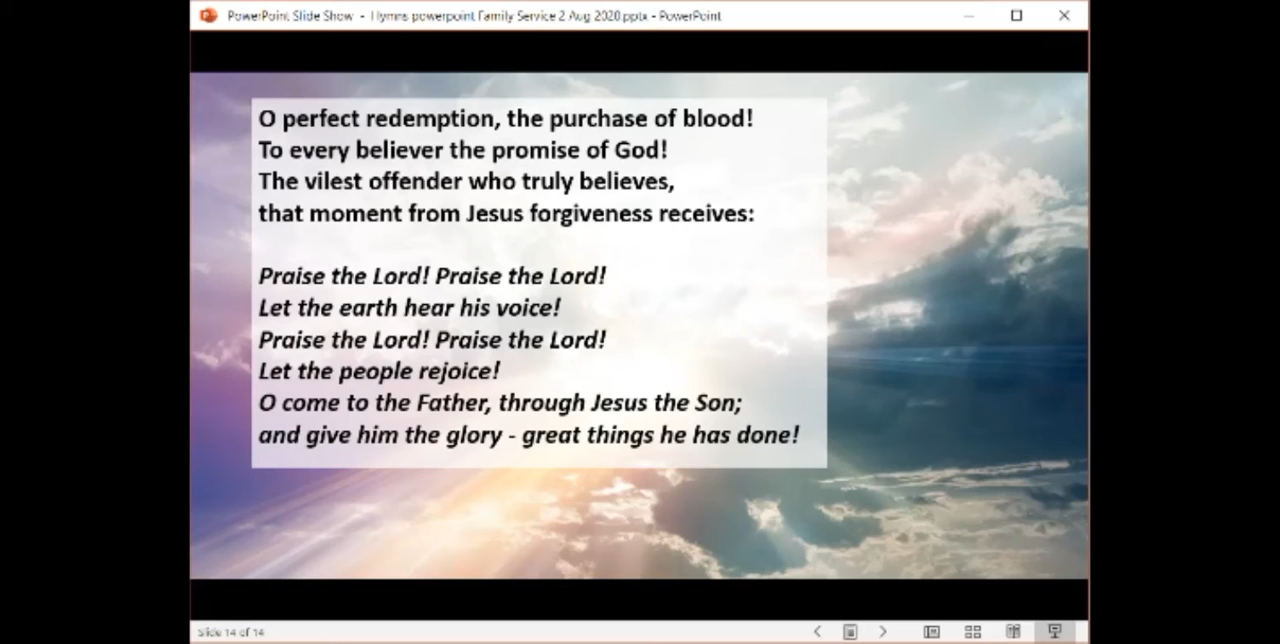 PowerPoint Slide Show - Hymns powerpoint Family Service 2 Aug 2020.pptx - PowerPoint
O perfect redemption, the purchase of blood!
To every believer the promise of God!
The vilest offender who truly believes,
that moment from Jesus forgiveness receives:
Praise the Lord! Praise the Lord!
Let the earth hear his voice!
Praise the Lord! Praise the Lord!
Let the people rejoice!
O come to the Father, through Jesus the Son;
and give him the glory - great things he has done!
Slide 14 of 14